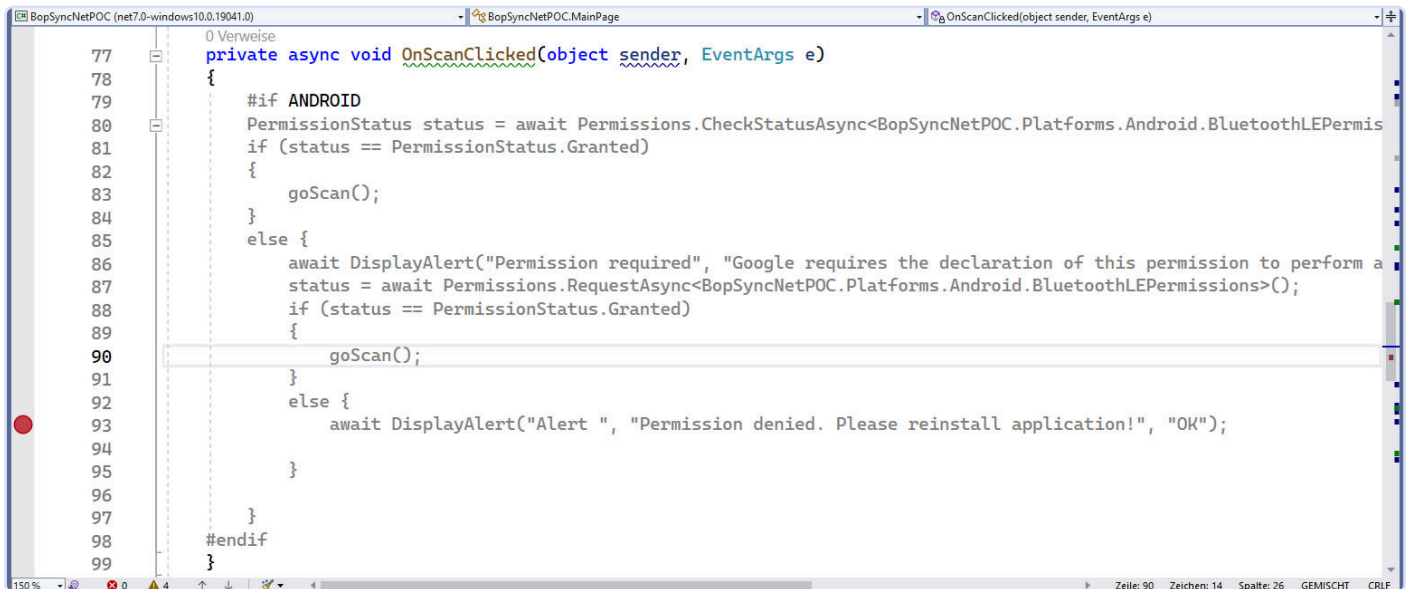 BopSyncNetPOC (net7.0-windows10.0.19041.0) BopSyncNetPOC.MainPage OnScanClicked(object sender, EventArgs e)
0 Verweise
77 private async void OnScanClicked(object sender, EventArgs e)
78 {
79 #if ANDROID
80 PermissionStatus status = await Permissions.CheckStatusAsync<BopSyncNetPOC.Platforms.Android.BluetoothLEPermis
81 if (status == PermissionStatus.Granted)
82 {
83 goScan();
84 }
85 else {
86 await DisplayAlert("Permission required", "Google requires the declaration of this permission to perform a
87 status = await Permissions.RequestAsync<BopSyncNetPOC.Platforms.Android.BluetoothLEPermissions>();
88 if (status == PermissionStatus.Granted)
89 {
90 goScan();
91 }
92 else {
93 await DisplayAlert("Alert ", "Permission denied. Please reinstall application!", "OK");
94
95 }
96
97 }
98 #endif
99 }
150 % 0 4 Zeile: 90 Zeichen: 14 Spalte: 26 GEMISCHT CRLF